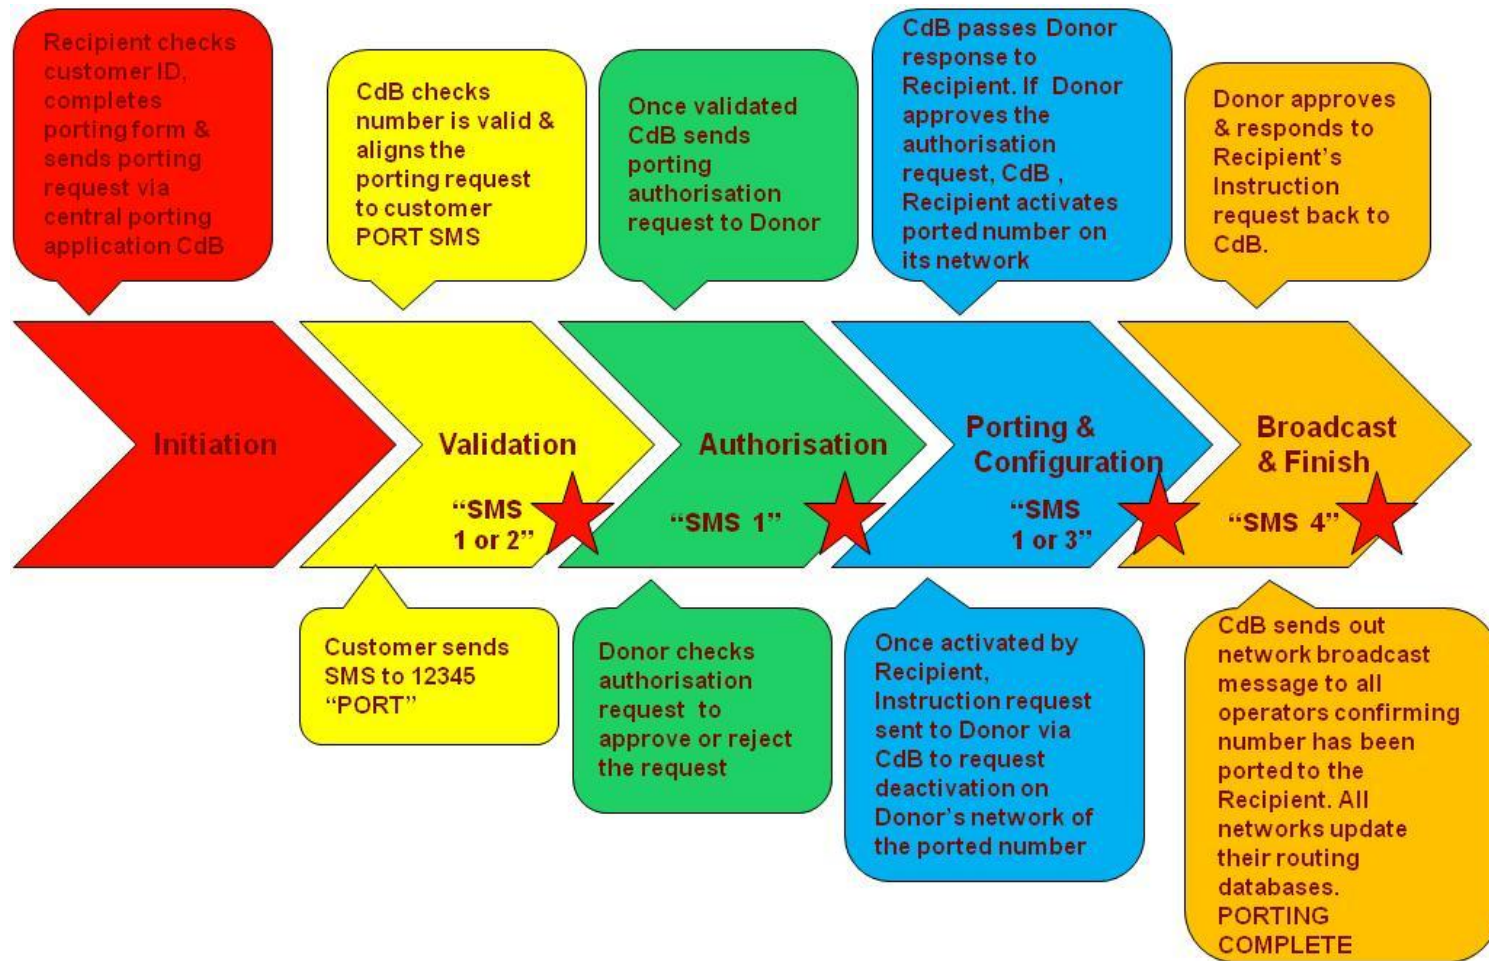 Recipient checks
customer ID,
completes
porting form &
sends porting
request via
central porting
application CdB
CdB checks
number is valid &
aligns the
porting request
to customer
PORT SMS
Once validated
CdB sends
porting
authorisation
request to Donor
CdB passes Donor
response to
Recipient. If Donor
approves the
authorisation
request, CdB ,
Recipient activates
ported number on
its network
Donor approves
& responds to
Recipient's
Instruction
request back to
CdB.
Initiation
Validation
“SMS
1 or 2”
Authorisation
“SMS 1”
Porting &
Configuration
“SMS
1 or 3”
Broadcast
& Finish
“SMS 4”
Customer sends
SMS to 12345
“PORT”
Donor checks
authorisation
request to
approve or reject
the request
Once activated by
Recipient,
Instruction request
sent to Donor via
CdB to request
deactivation on
Donor's network of
the ported number
CdB sends out
network broadcast
message to all
operators confirming
number has been
ported to the
Recipient. All
networks update
their routing
databases.
PORTING
COMPLETE